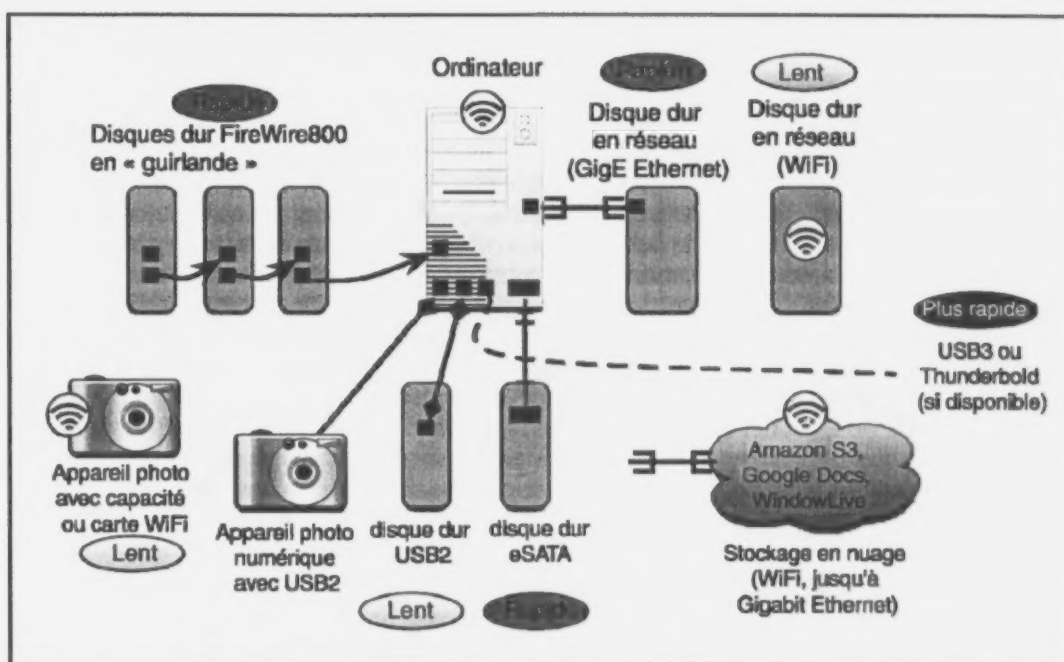 Ordinateur
Disques dur FireWire800
en « guirlande »
Disque dur
en réseau
(GigE Ethernet)
Lent
Disque dur
en réseau
(WiFi)
Plus rapide
USB3 ou
Thunderbold
(si disponible)
Appareil photo
avec capacité
ou carte WiFi
Lent
Appareil photo
numérique
avec USB2
disque dur
USB2
Lent
disque dur
eSATA
Amazon S3,
Google Docs,
WindowLive
Stockage en nuage
(WiFi, jusqu'à
Gigabit Ethernet)